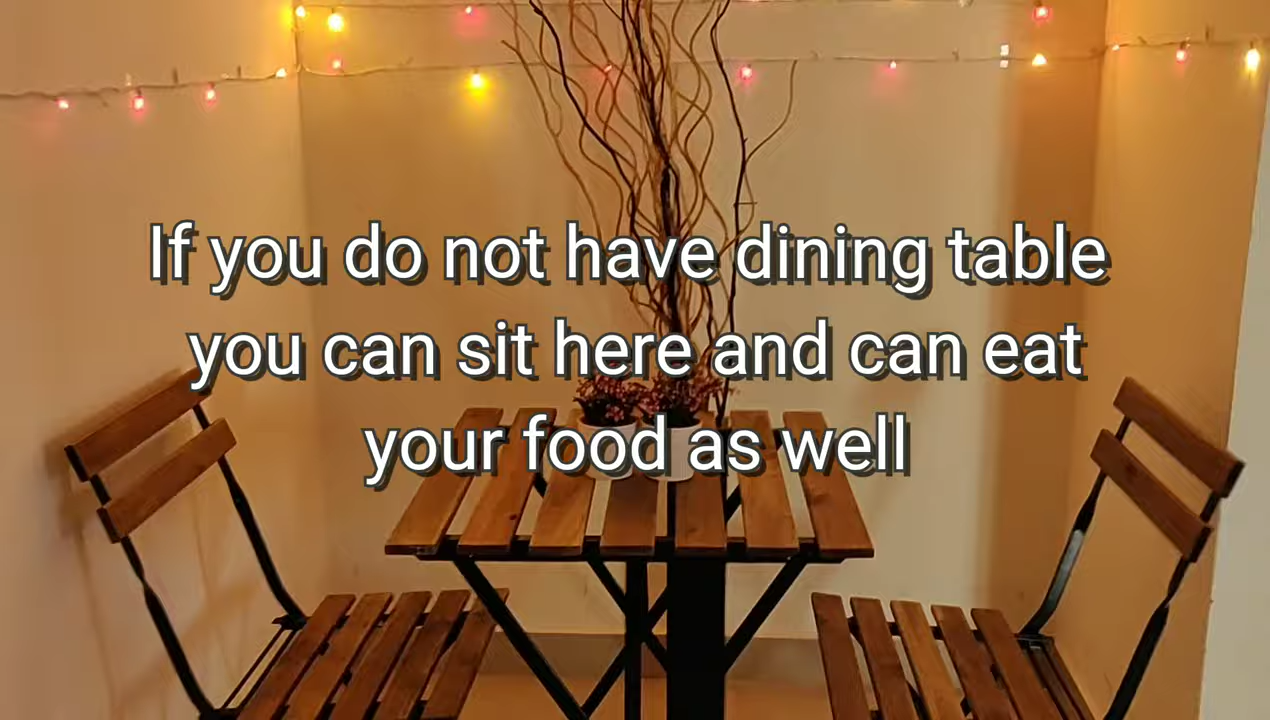 If you do not have dining table
you can sit here and can eat
your food as well